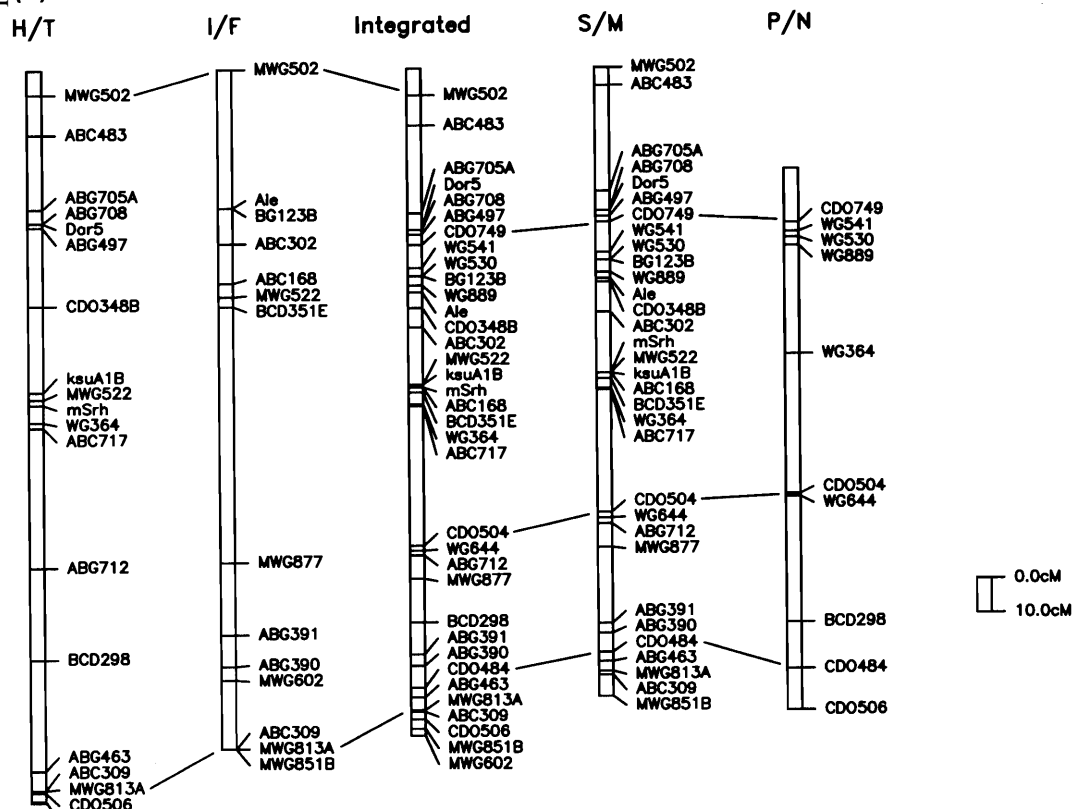 H/T
MWG502
ABC483
ABG705A
ABG708
Dor5
ABG497
CDO348B
ksuA1B
MWG522
mSrh
WG364
ABC717
ABG712
BCD298
ABG463
ABC309
MWG813A
CDO506
I/F
MWG502
Ale
BG123B
ABC302
ABC168
MWG522
BCD351E
MWG877
ABG391
ABG390
MWG602
ABC309
MWG813A
MWG851B
Integrated
MWG502
ABC483
ABG705A
Dor5
ABG708
ABG497
CDO749
WG541
WG530
BG123B
WG889
Ale
CDO348B
ABC302
MWG522
ksuA1B
mSrh
ABC168
BCD351E
WG364
ABC717
CDO504
WG644
ABG712
MWG877
BCD298
ABG391
ABG390
CDO484
ABG463
MWG813A
ABC309
CDO506
MWG851B
MWG602
S/M
MWG502
ABC483
ABG705A
ABG708
Dor5
ABG497
CDO749
WG541
WG530
BG123B
WG889
Ale
CDO348B
ABC302
mSrh
MWG522
ksuA1B
ABC168
BCD351E
WG364
ABC717
CDO504
WG644
ABG712
MWG877
ABG391
ABG390
CDO484
ABG463
MWG813A
ABC309
MWG851B
P/N
CDO749
WG541
WG530
WG889
WG364
CDO504
WG644
BCD298
CDO484
CDO506
0.0cM
10.0cM